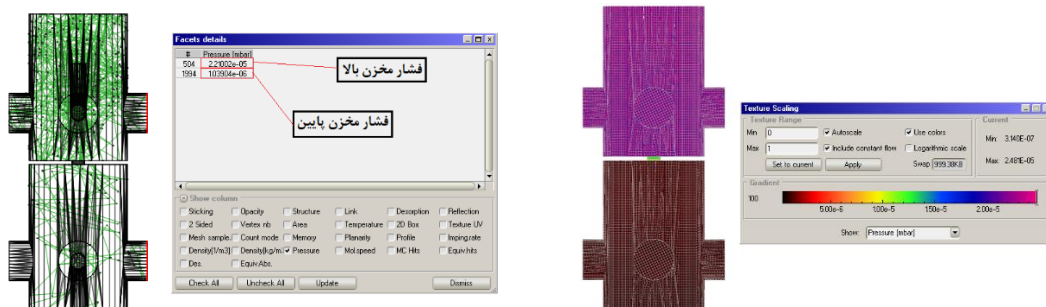 Facets details
# Pressure [mbar]
504 2.21002e-05
1994 1.03904e-06
فشار مخزن بالا
فشار مخزن پایین
Show column
Sticking Opacity Structure Link Desorption Reflection
2 Sided Vertex nb Area Temperature 2D Box Texture UV
Mesh sample. Count mode Memory Planarity Profile Imping.rate
Density[1/m3] Density[kg/m Pressure Mol.speed MC Hits Equiv.hits
Des. Equiv.Abs.
Check All Uncheck All Update Dismiss
Texture Scaling
Texture Range
Min 0 Autoscale Use colors
Max 1 Include constant flow Logarithmic scale
Set to current Apply Swap 999.38KB
Current
Min: 3.140E-07
Max: 2.481E-05
Gradient
100
5.00e-6 1.00e-5 1.50e-5 2.00e-5
Show: Pressure [mbar]